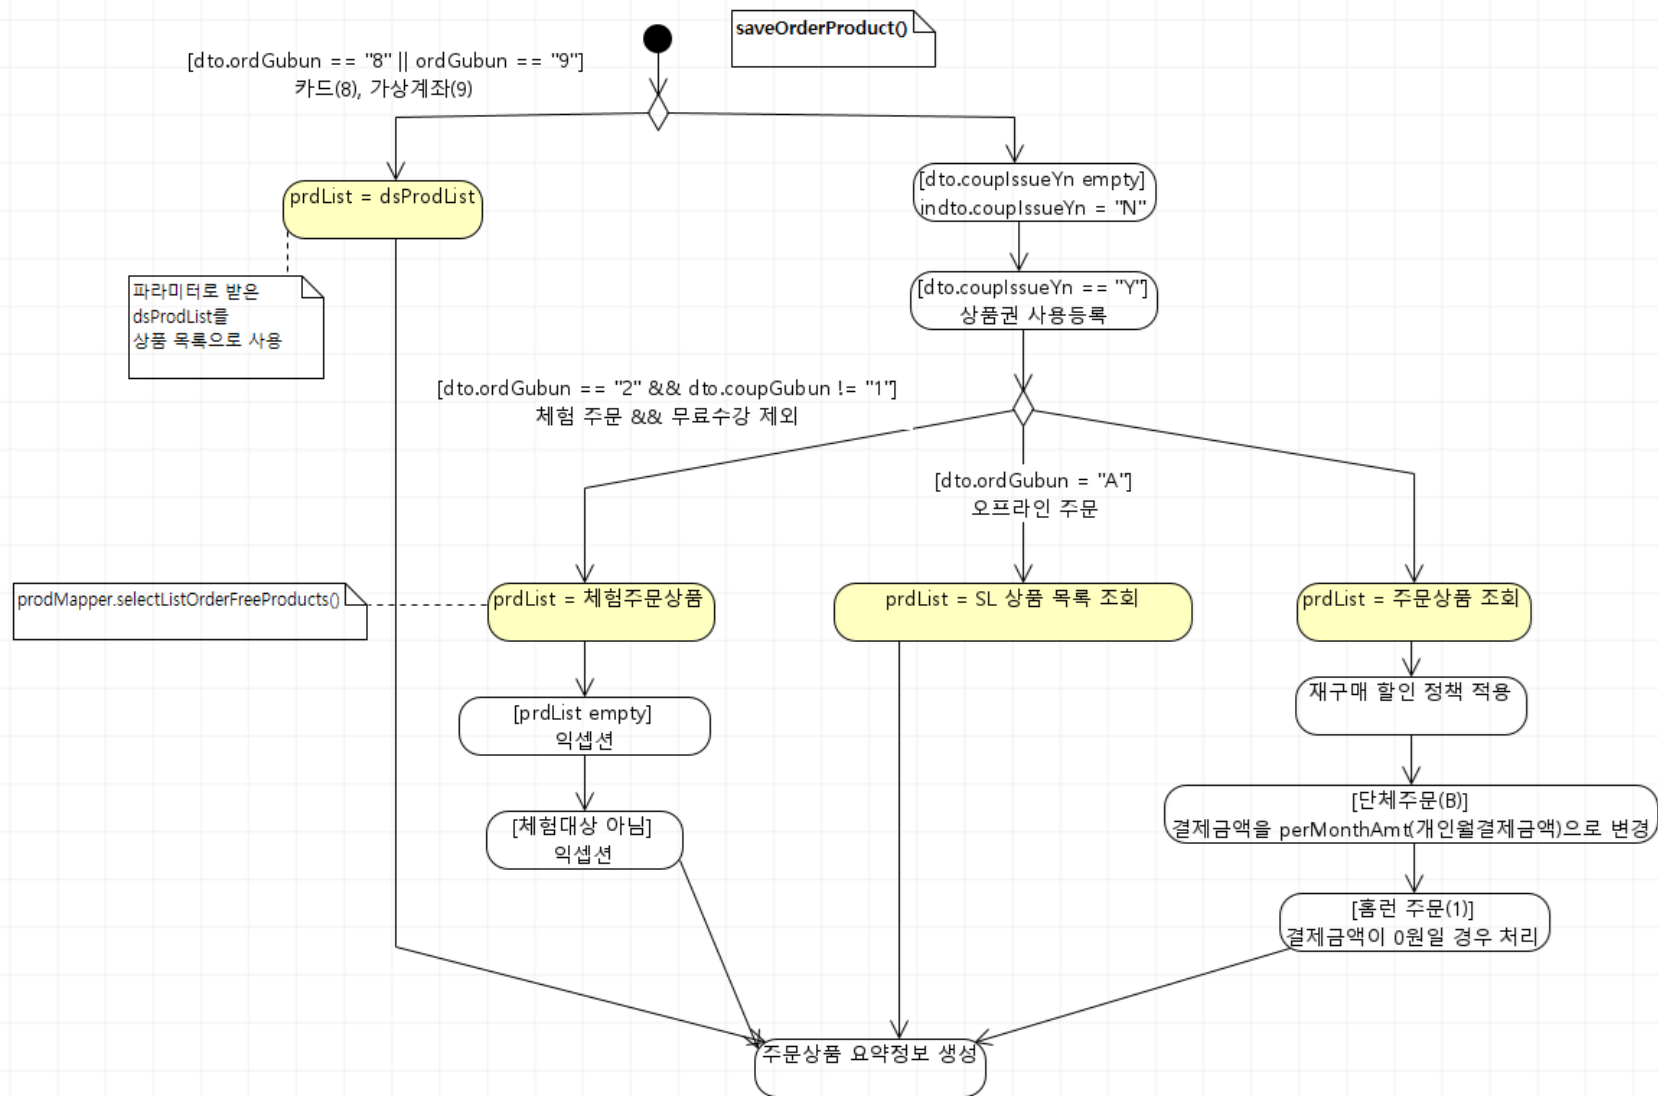 saveOrderProduct()
[dto.ordGubun == "8" || ordGubun == "9"]
카드(8), 가상계좌(9)
prdList = dsProdList
[dto.coupIssueYn empty]
indto.coupIssueYn = "N"
파라미터로 받은
dsProdList를
상품 목록으로 사용
[dto.coupIssueYn == "Y"]
상품권 사용등록
[dto.ordGubun == "2" && dto.coupGubun != "1"]
체험 주문 && 무료수강 제외
[dto.ordGubun = "A"]
오프라인 주문
prodMapper.selectListOrderFreeProducts()
prdList = 체험주문상품
prdList = SL 상품 목록 조회
prdList = 주문상품 조회
[prdList empty]
익셉션
재구매 할인 정책 적용
[체험대상 아님]
익셉션
[단체주문(B)]
결제금액을 perMonthAmt(개인월결제금액)으로 변경
[홈런 주문(1)]
결제금액이 0원일 경우 처리
주문상품 요약정보 생성